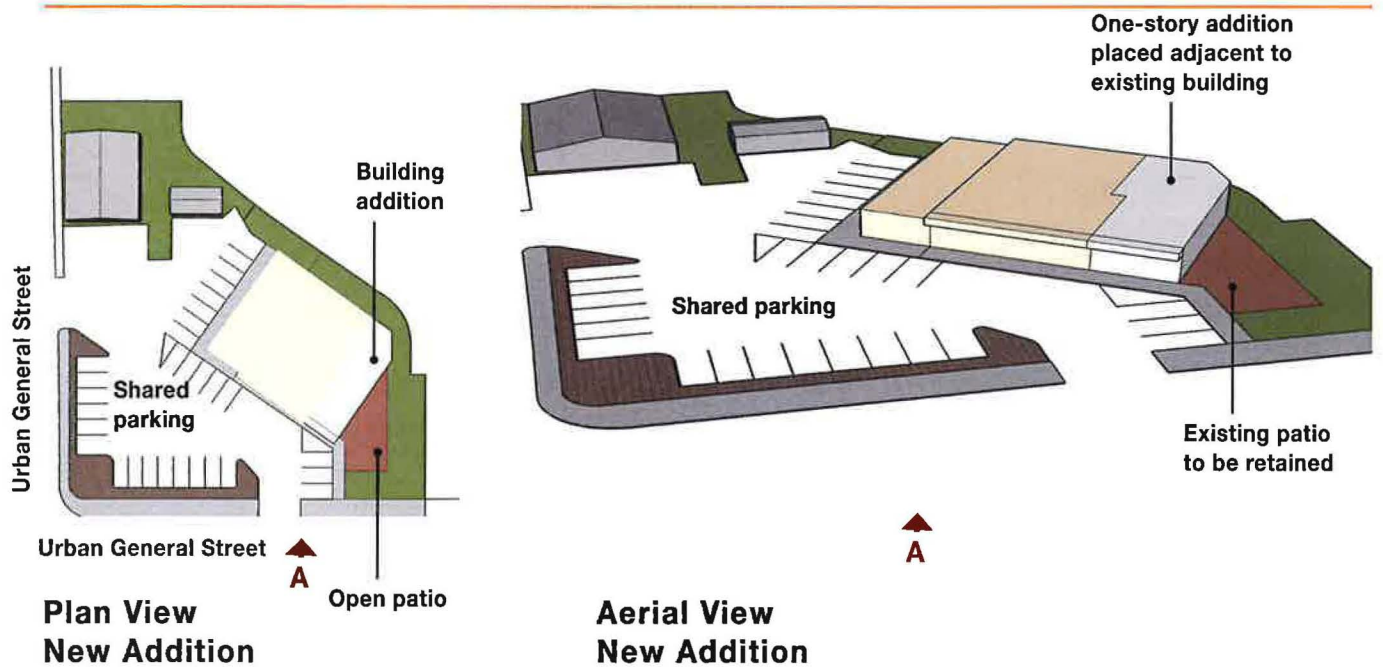 One-story addition
placed adjacent to
existing building
Building
addition
Urban General Street
Shared
parking
Shared parking
Existing patio
to be retained
Urban General Street
A
A
Open patio
Plan View
New Addition
Aerial View
New Addition